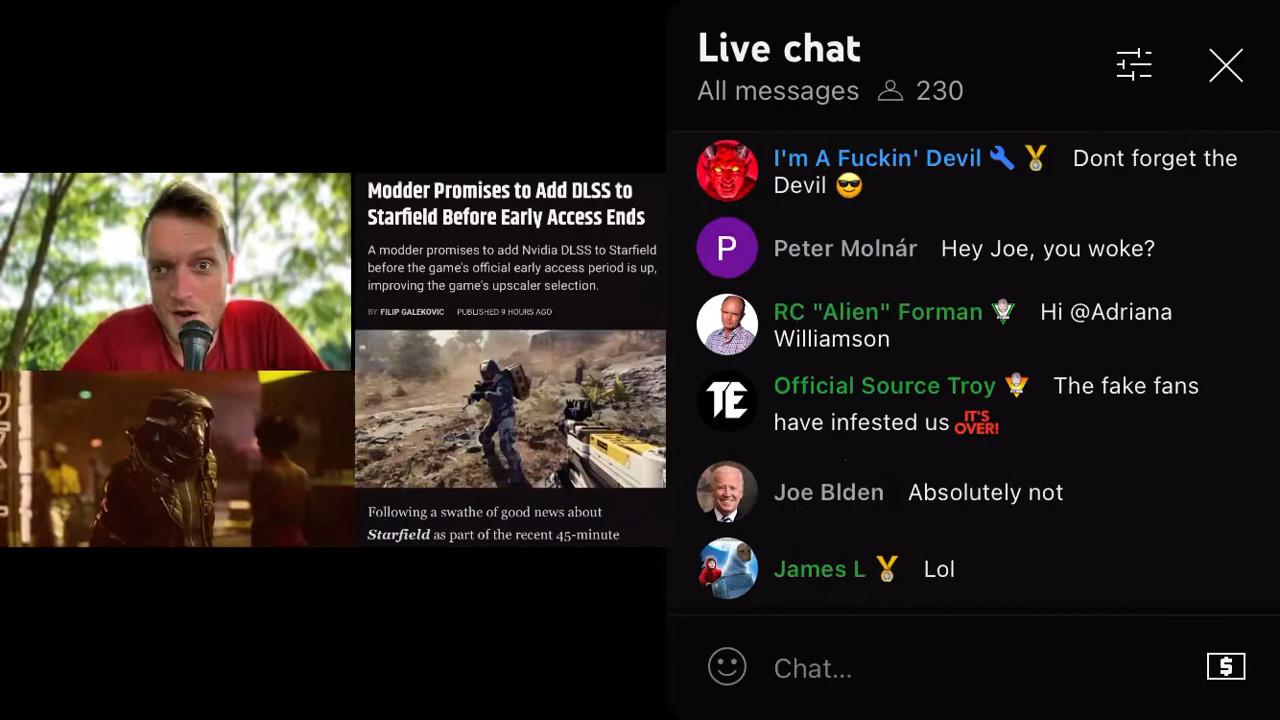 Modder Promises to Add DLSS to
Starfield Before Early Access Ends
A modder promises to add Nvidia DLSS to Starfield
before the game's official early access period is up,
improving the game's upscaler selection.
BY FILIP GALEKOVIC PUBLISHED 9 HOURS AGO
Following a swathe of good news about
Starfield as part of the recent 45-minute
Live chat
All messages 230
I'm A Fuckin' Devil Dont forget the
Devil
P
Peter Molnár Hey Joe, you woke?
RC "Alien" Forman Hi @Adriana
Williamson
TE
Official Source Troy The fake fans
have infested us IT'S OVER!
Joe Blden Absolutely not
James L Lol
Chat...
$